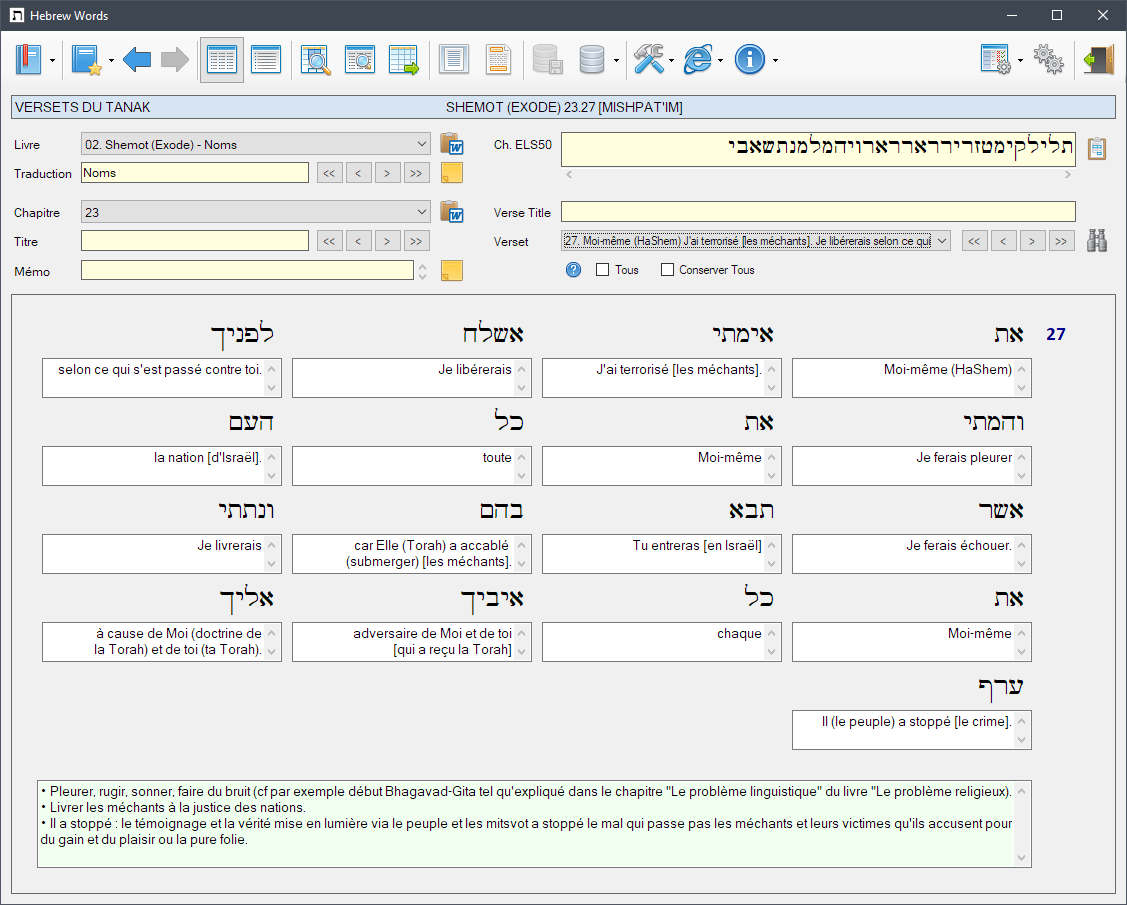 Hebrew Words
VERSETS DU TANAK
SHEMOT (EXODE) 23.27 [MISHPAT'IM]
Livre
02. Shemot (Exode) - Noms
Ch. ELS50
תלילקימטזרירראררארויהמלמנתשאבי
Traduction
Noms
<< < > >>
Chapitre
23
Verse Title
Titre
<< < > >>
Verset
27. Moi-même (HaShem) J'ai terrorisé [les méchants]. Je libérerais selon ce qui
<< < > >>
Mémo
Tous
Conserver Tous
27
את אימתי אשלח לפניך
Moi-même (HaShem)
J'ai terrorisé [les méchants].
Je libérerais
selon ce qui s'est passé contre toi.
והמתי את כל העם
Je ferais pleurer
Moi-même
toute
la nation [d'Israël].
אשר תבא בהם ונתתי
Je ferais échouer.
Tu entreras [en Israël]
car Elle (Torah) a accablé
(submerger) [les méchants].
Je livrerais
את כל איביך אליך
Moi-même
chaque
adversaire de Moi et de toi
[qui a reçu la Torah]
à cause de Moi (doctrine de
la Torah) et de toi (ta Torah).
ערף
Il (le peuple) a stoppé [le crime].
• Pleurer, rugir, sonner, faire du bruit (cf par exemple début Bhagavad-Gita tel qu'expliqué dans le chapitre "Le problème linguistique" du livre "Le problème religieux).
• Livrer les méchants à la justice des nations.
• Il a stoppé : le témoignage et la vérité mise en lumière via le peuple et les mitsvot a stoppé le mal qui passe pas les méchants et leurs victimes qu'ils accusent pour
du gain et du plaisir ou la pure folie.